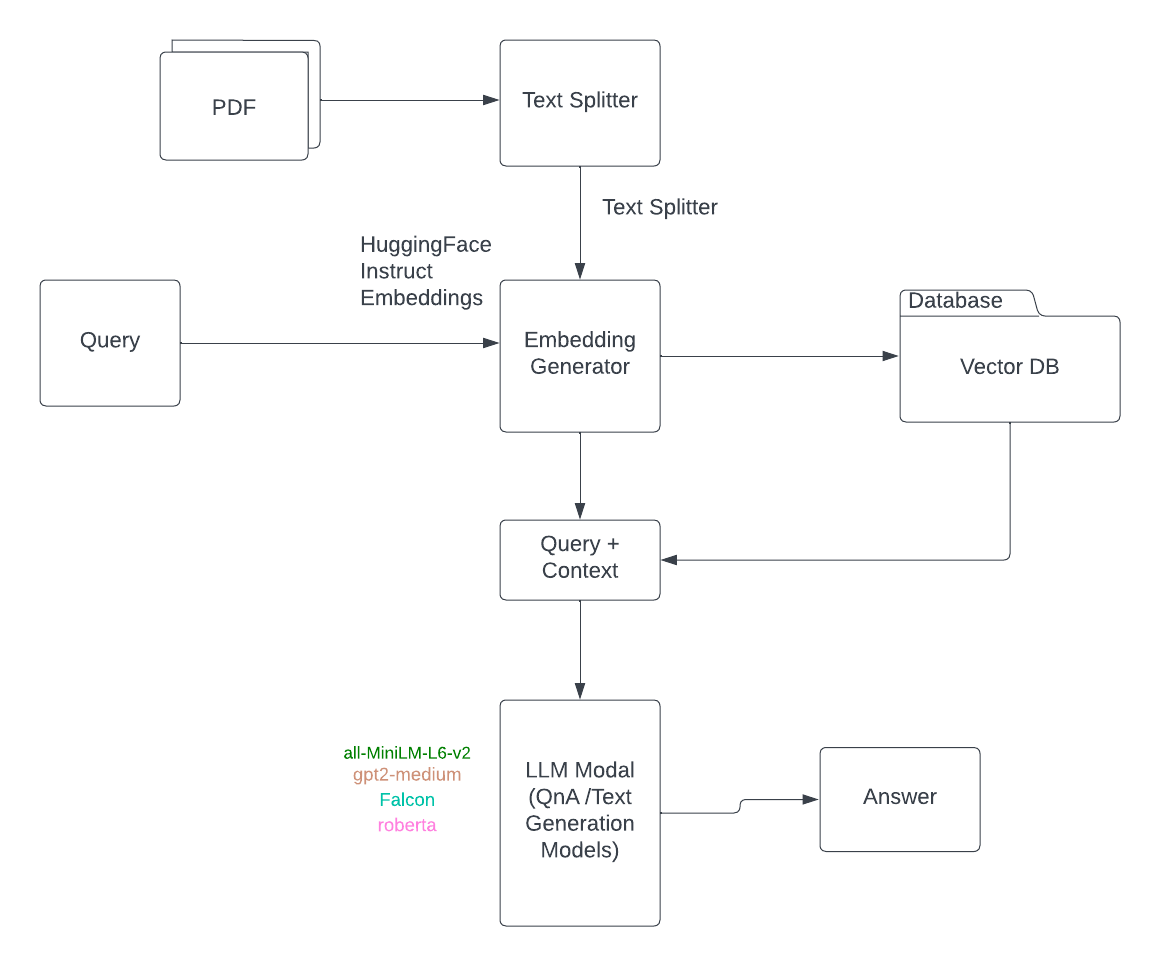 PDF
Text Splitter
Text Splitter
HuggingFace
Instruct
Embeddings
Query
Embedding
Generator
Database
Vector DB
Query +
Context
all-MiniLM-L6-v2
gpt2-medium
Falcon
roberta
LLM Modal
(QnA /Text
Generation
Models)
Answer